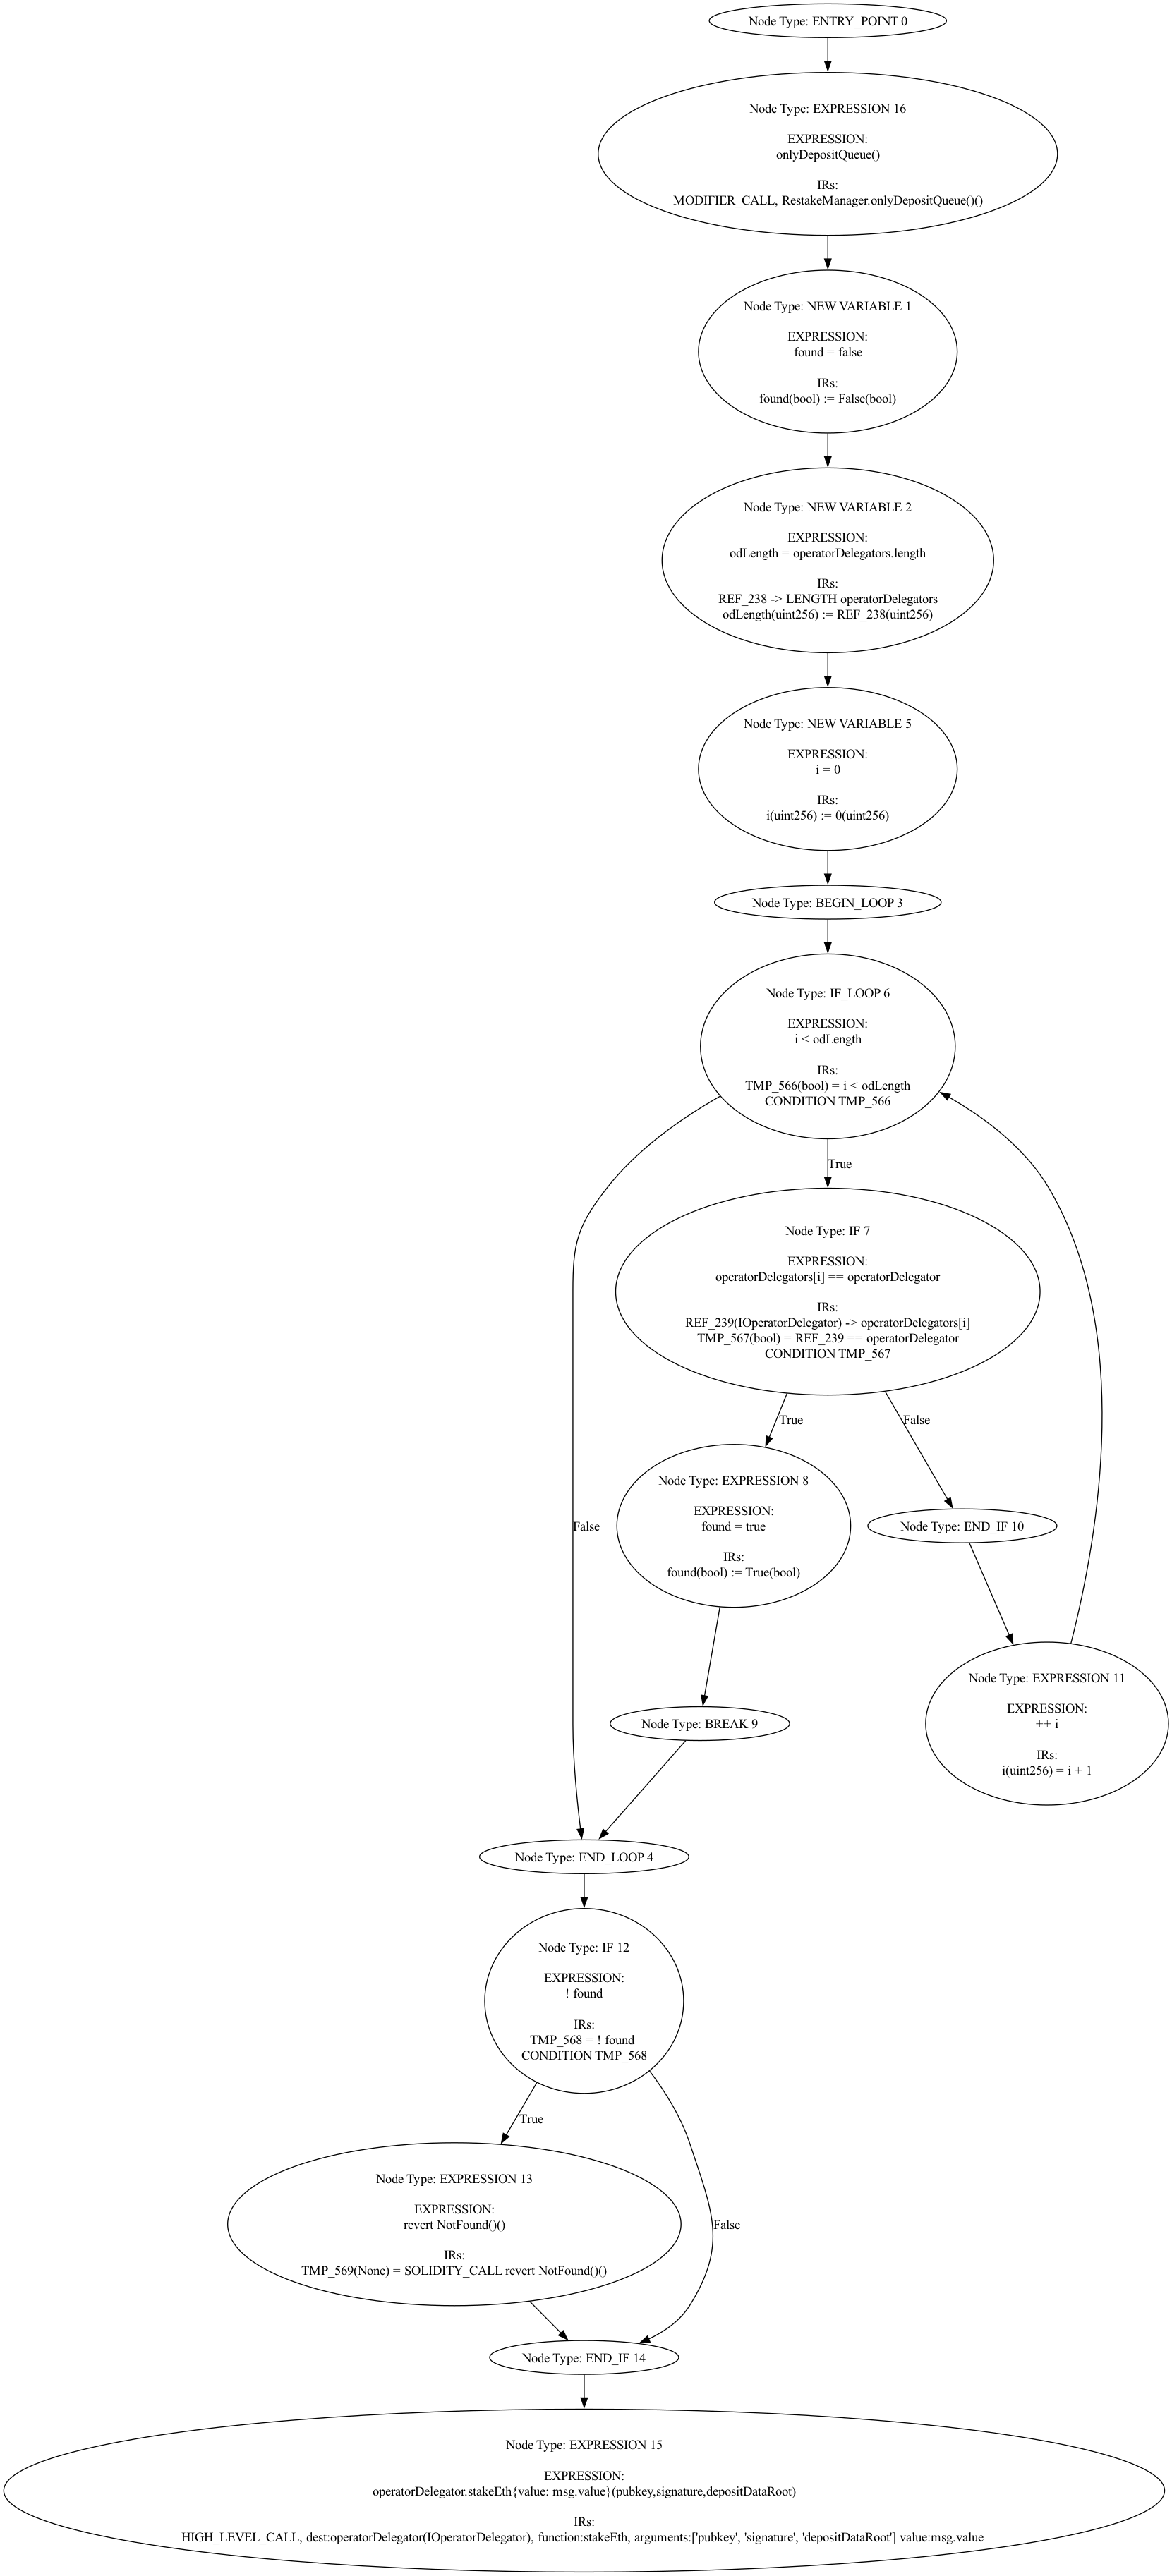 Node Type: ENTRY_POINT 0
Node Type: EXPRESSION 16
EXPRESSION:
onlyDepositQueue()
IRs:
MODIFIER_CALL, RestakeManager.onlyDepositQueue()()
Node Type: NEW VARIABLE 1
EXPRESSION:
found = false
IRs:
found(bool) := False(bool)
Node Type: NEW VARIABLE 2
EXPRESSION:
odLength = operatorDelegators.length
IRs:
REF_238 -> LENGTH operatorDelegators
odLength(uint256) := REF_238(uint256)
Node Type: NEW VARIABLE 5
EXPRESSION:
i = 0
IRs:
i(uint256) := 0(uint256)
Node Type: BEGIN_LOOP 3
Node Type: IF_LOOP 6
EXPRESSION:
i < odLength
IRs:
TMP_566(bool) = i < odLength
CONDITION TMP_566
True
Node Type: IF 7
EXPRESSION:
operatorDelegators[i] == operatorDelegator
IRs:
REF_239(IOperatorDelegator) -> operatorDelegators[i]
TMP_567(bool) = REF_239 == operatorDelegator
CONDITION TMP_567
True
False
Node Type: EXPRESSION 8
EXPRESSION:
found = true
IRs:
found(bool) := True(bool)
Node Type: END_IF 10
False
Node Type: EXPRESSION 11
EXPRESSION:
++ i
IRs:
i(uint256) = i + 1
Node Type: BREAK 9
Node Type: END_LOOP 4
Node Type: IF 12
EXPRESSION:
! found
IRs:
TMP_568 = ! found
CONDITION TMP_568
True
Node Type: EXPRESSION 13
EXPRESSION:
revert NotFound()()
IRs:
TMP_569(None) = SOLIDITY_CALL revert NotFound()()
False
Node Type: END_IF 14
Node Type: EXPRESSION 15
EXPRESSION:
operatorDelegator.stakeEth{value: msg.value}(pubkey,signature,depositDataRoot)
IRs:
HIGH_LEVEL_CALL, dest:operatorDelegator(IOperatorDelegator), function:stakeEth, arguments:['pubkey', 'signature', 'depositDataRoot'] value:msg.value